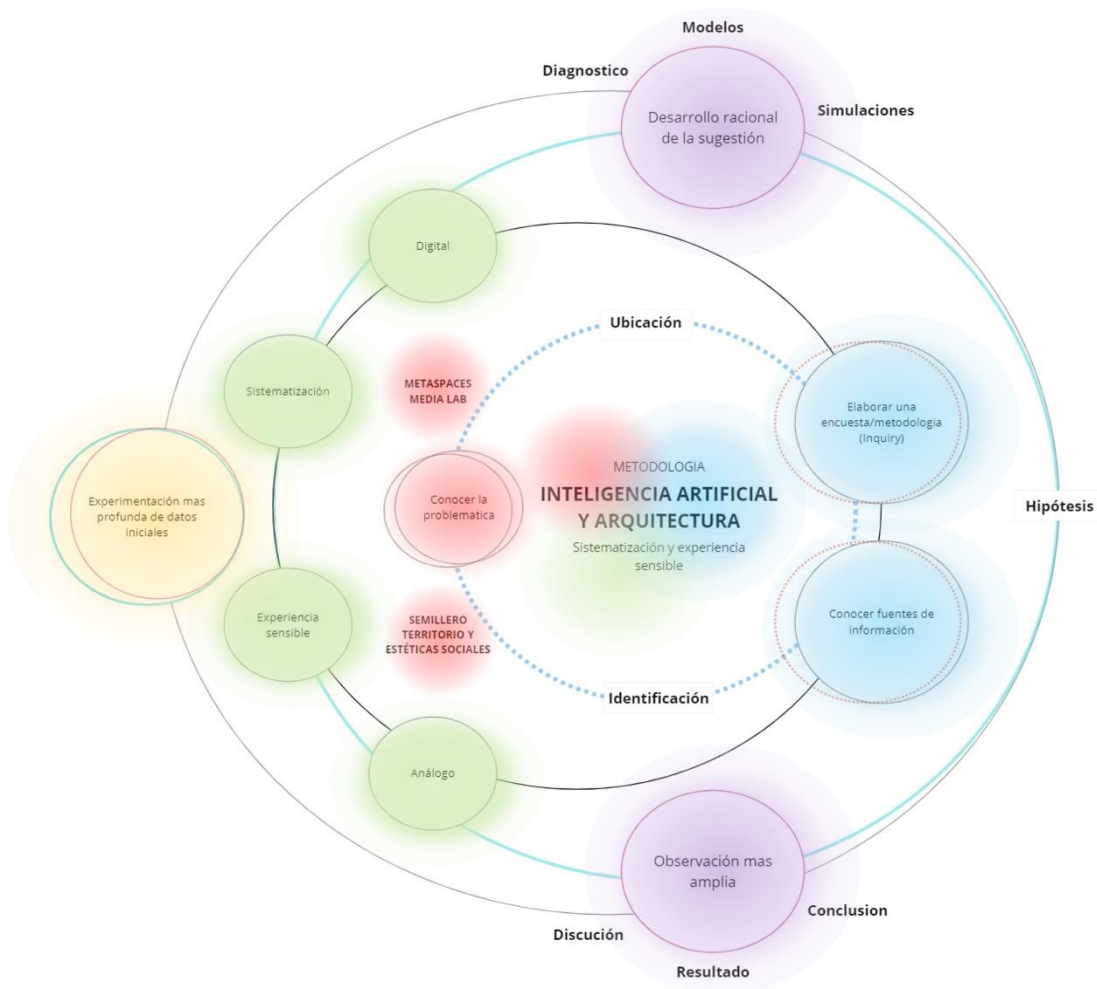 Modelos
Diagnostico
Simulaciones
Desarrollo racional
de la sugestión
Digital
Ubicación
Sistematización
METASPACES
MEDIA LAB
Elaborar una
encuesta/metodologia
(Inquiry)
Experimentación mas
profunda de datos
iniciales
Conocer la
problematica
METODOLOGIA
INTELIGENCIA ARTIFICIAL
Y ARQUITECTURA
Sistematización y experiencia
sensible
Hipótesis
Experiencia
sensible
SEMILLERO
TERRITORIO Y
ESTÉTICAS SOCIALES
Conocer fuentes de
información
Identificación
Análogo
Observación mas
amplia
Conclusion
Discución
Resultado